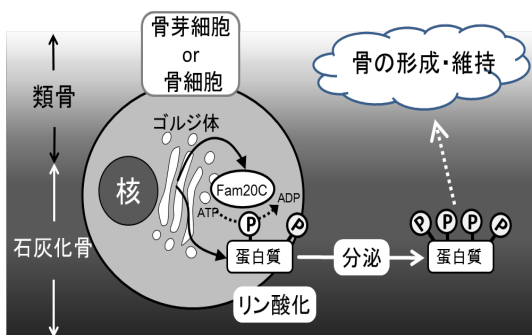 骨芽細胞
or
骨細胞
骨の形成・維持
類骨
ゴルジ体
核
Fam20C
ATP
ADP
P
P
蛋白質
分泌
P
P
P
P
蛋白質
石灰化骨
リン酸化